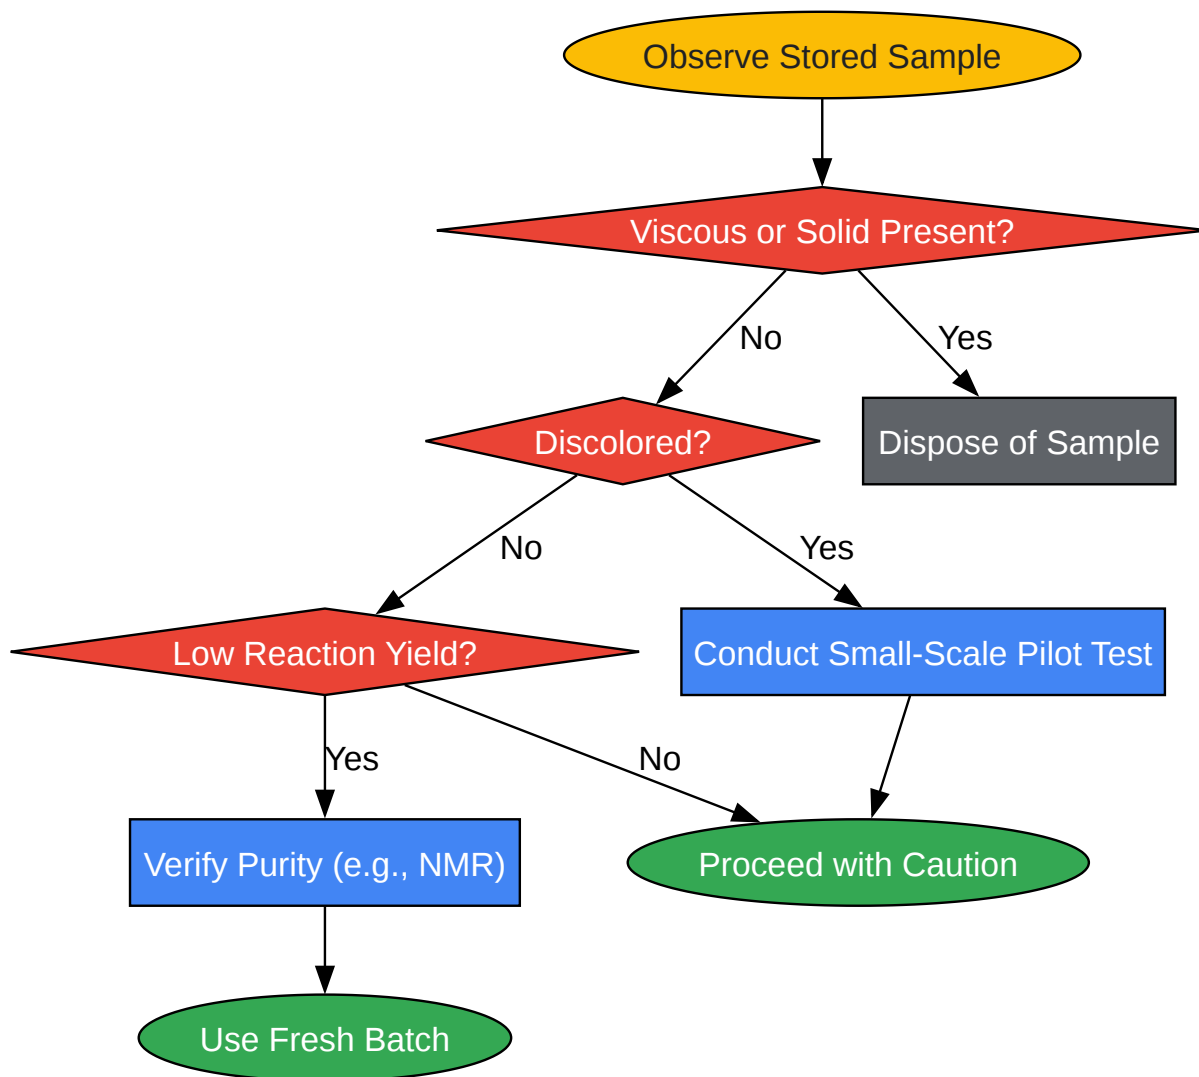 Observe Stored Sample
Viscous or Solid Present?
No
Yes
Discolored?
Dispose of Sample
No
Yes
Low Reaction Yield?
Conduct Small-Scale Pilot Test
Yes
No
Verify Purity (e.g., NMR)
Proceed with Caution
Use Fresh Batch